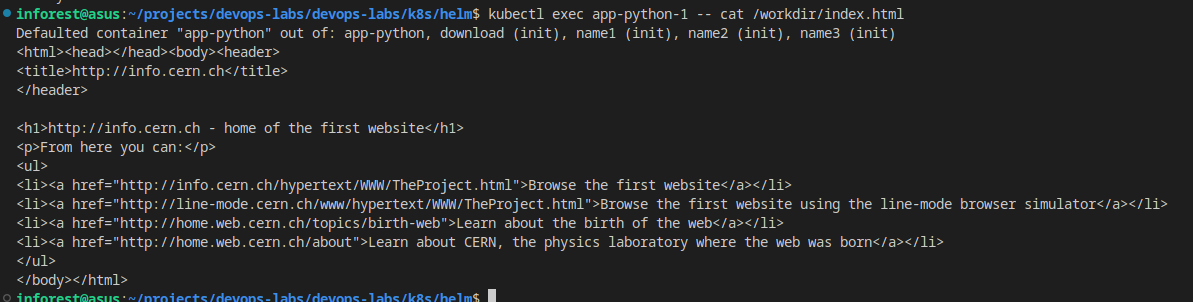 inforest@asus:~/projects/devops-labs/devops-labs/k8s/helm$ kubectl exec app-python-1 -- cat /workdir/index.html
Defaulted container "app-python" out of: app-python, download (init), name1 (init), name2 (init), name3 (init)
<html><head></head><body><header>
<title>http://info.cern.ch</title>
</header>

<h1>http://info.cern.ch - home of the first website</h1>
<p>From here you can:</p>
<ul>
<li><a href="http://info.cern.ch/hypertext/WWW/TheProject.html">Browse the first website</a></li>
<li><a href="http://line-mode.cern.ch/www/hypertext/WWW/TheProject.html">Browse the first website using the line-mode browser simulator</a></li>
<li><a href="http://home.web.cern.ch/topics/birth-web">Learn about the birth of the web</a></li>
<li><a href="http://home.web.cern.ch/about">Learn about CERN, the physics laboratory where the web was born</a></li>
</ul>
</body></html>
inforest@asus:~/projects/devops-labs/devops-labs/k8s/helm$